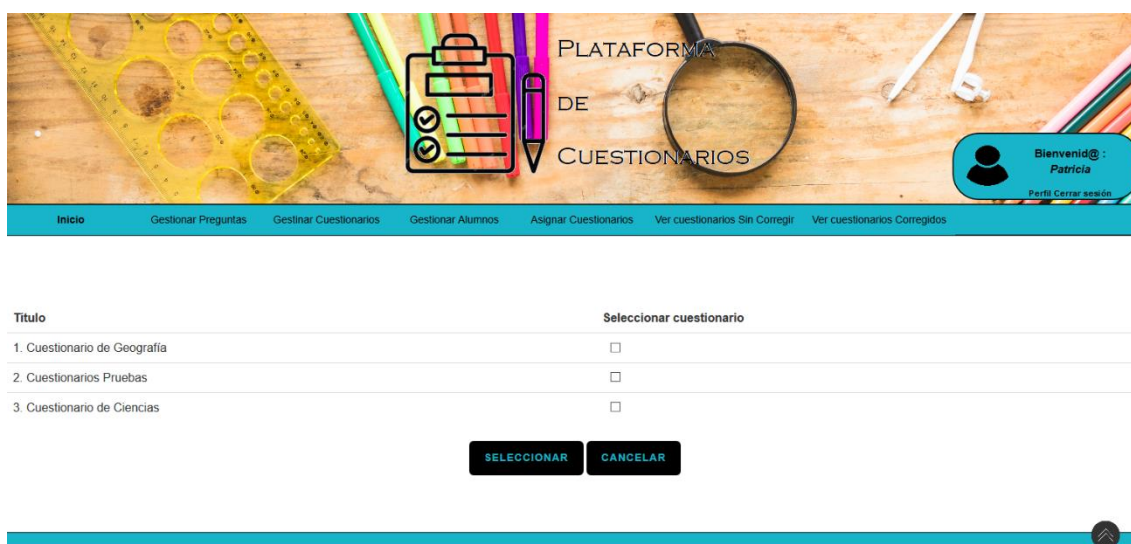 PLATAFORMA
DE
CUESTIONARIOS
Bienvenid@ :
Patricia
Perfil Cerrar sesión
Inicio Gestionar Preguntas Gestinar Cuestionarios Gestionar Alumnos Asignar Cuestionarios Ver cuestionarios Sin Corregir Ver cuestionarios Corregidos
Título Seleccionar cuestionario
1. Cuestionario de Geografía
2. Cuestionarios Pruebas
3. Cuestionario de Ciencias
SELECCIONAR CANCELAR